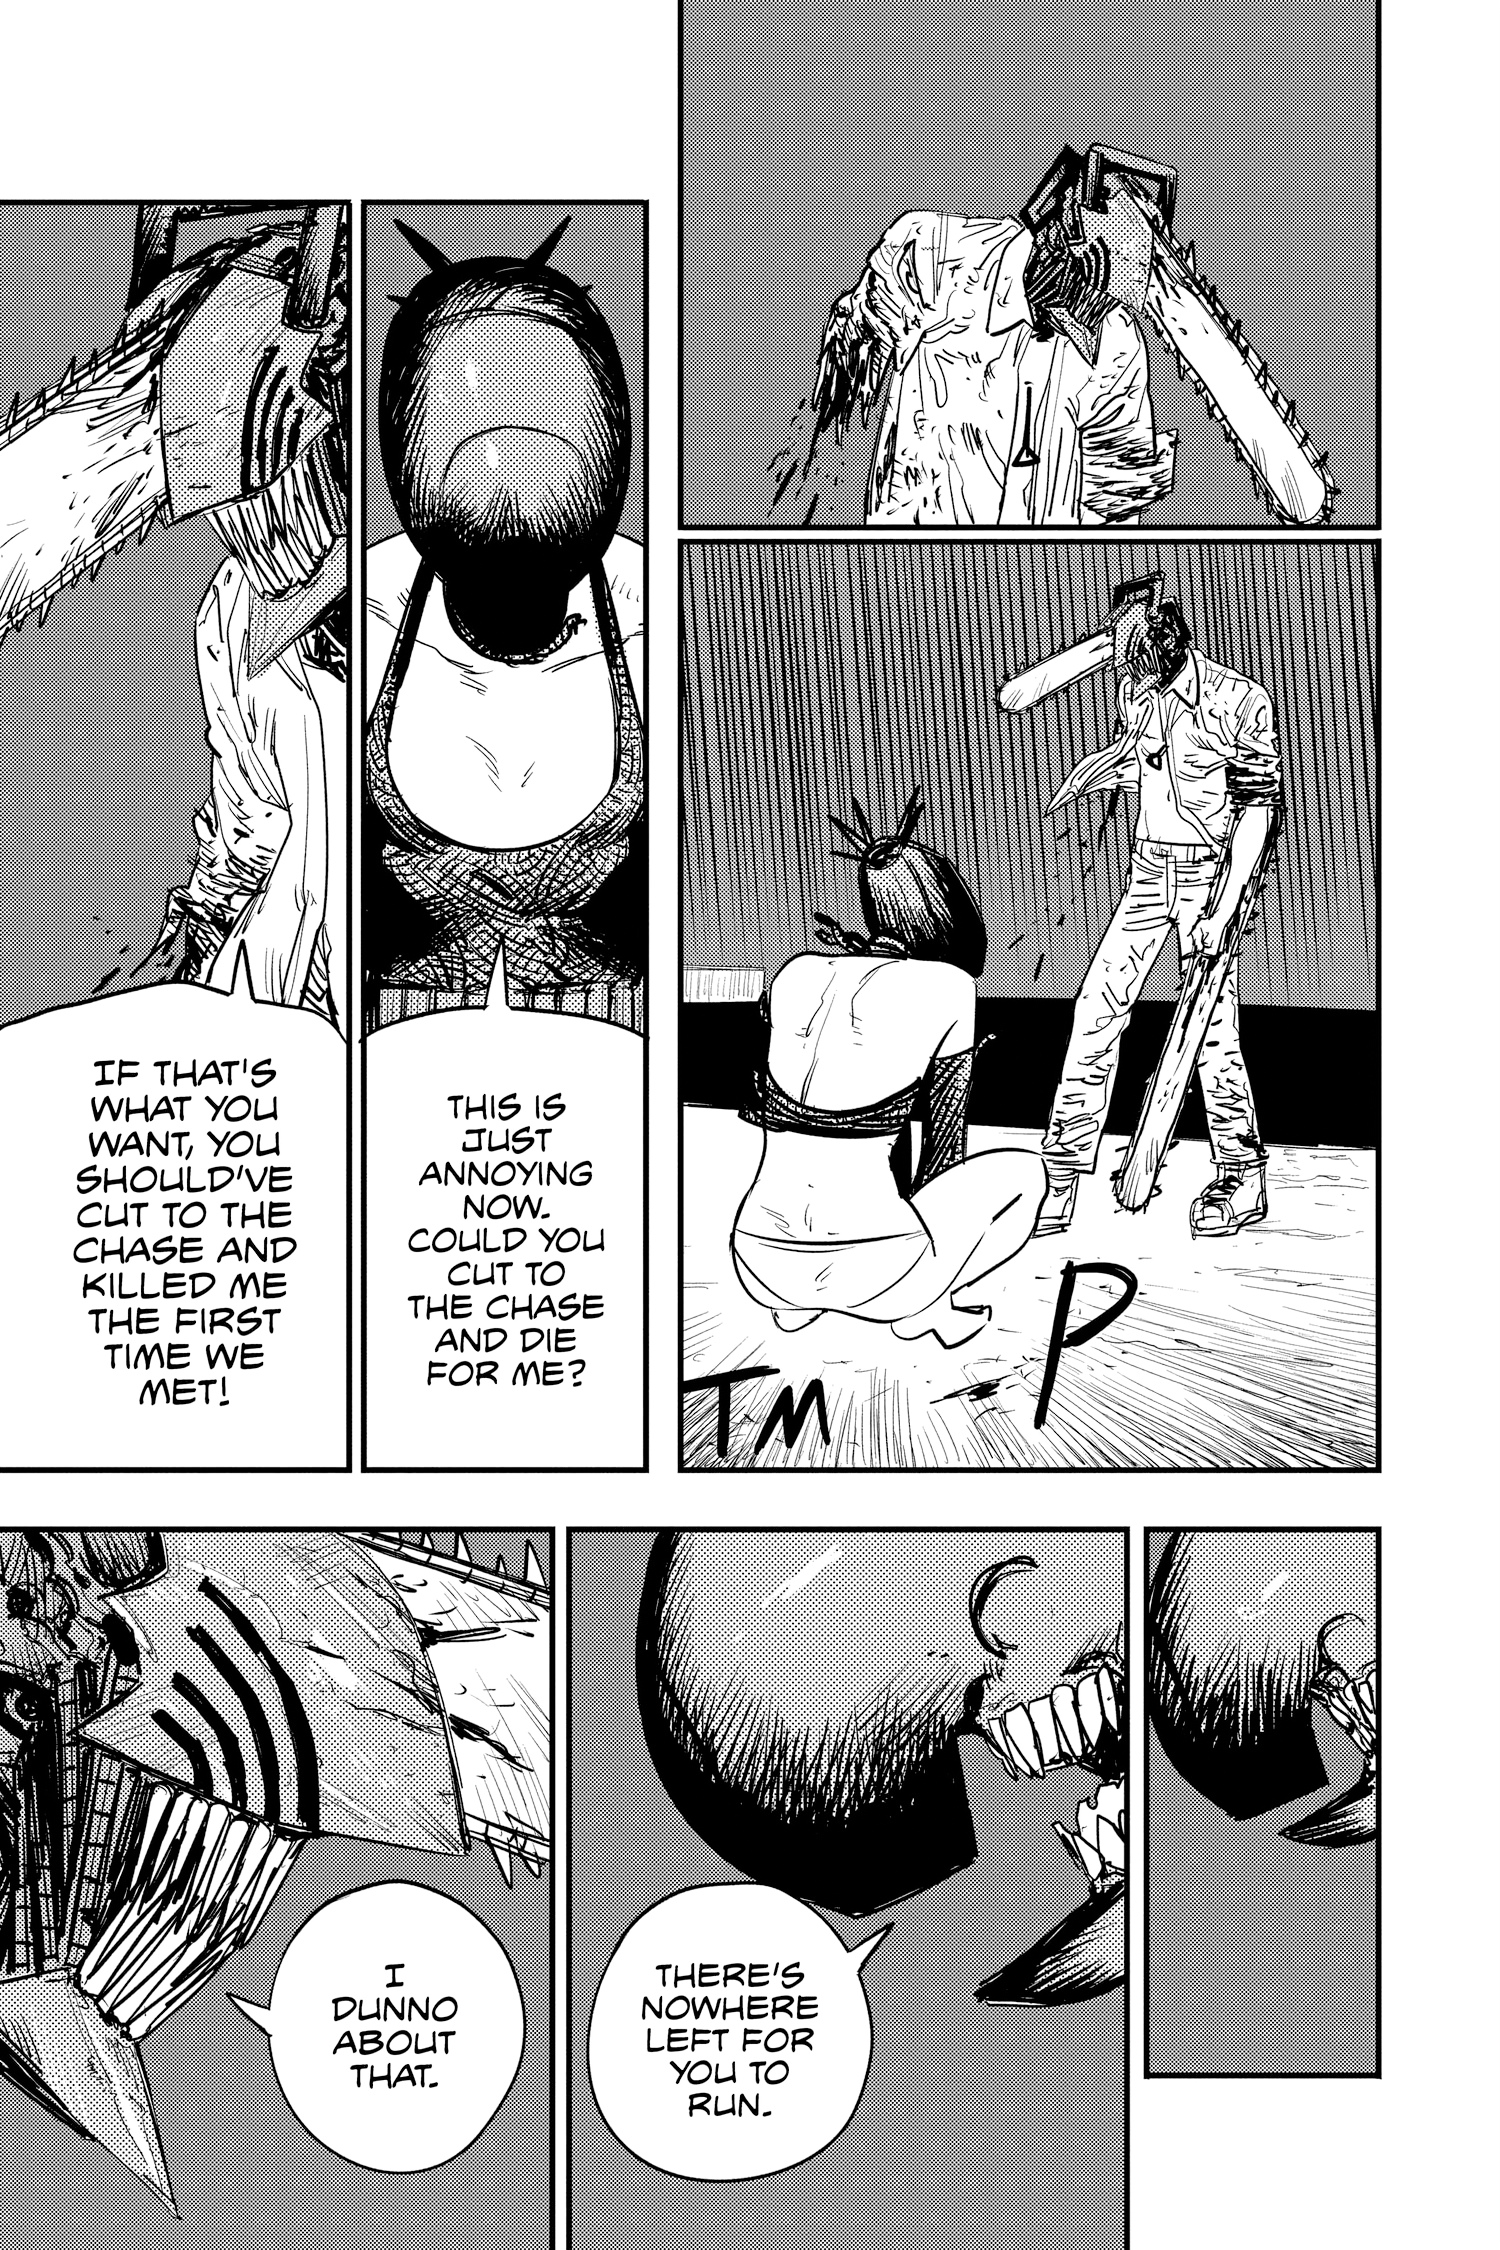 TMP
THIS IS
JUST
ANNOYING
NOW.
COULD YOU
CUT TO
THE CHASE
AND DIE
FOR ME?
IF THAT'S
WHAT YOU
WANT, YOU
SHOULD'VE
CUT TO THE
CHASE AND
KILLED ME
THE FIRST
TIME WE
MET!
THERE'S
NOWHERE
LEFT FOR
YOU TO
RUN.
I
DUNNO
ABOUT
THAT.